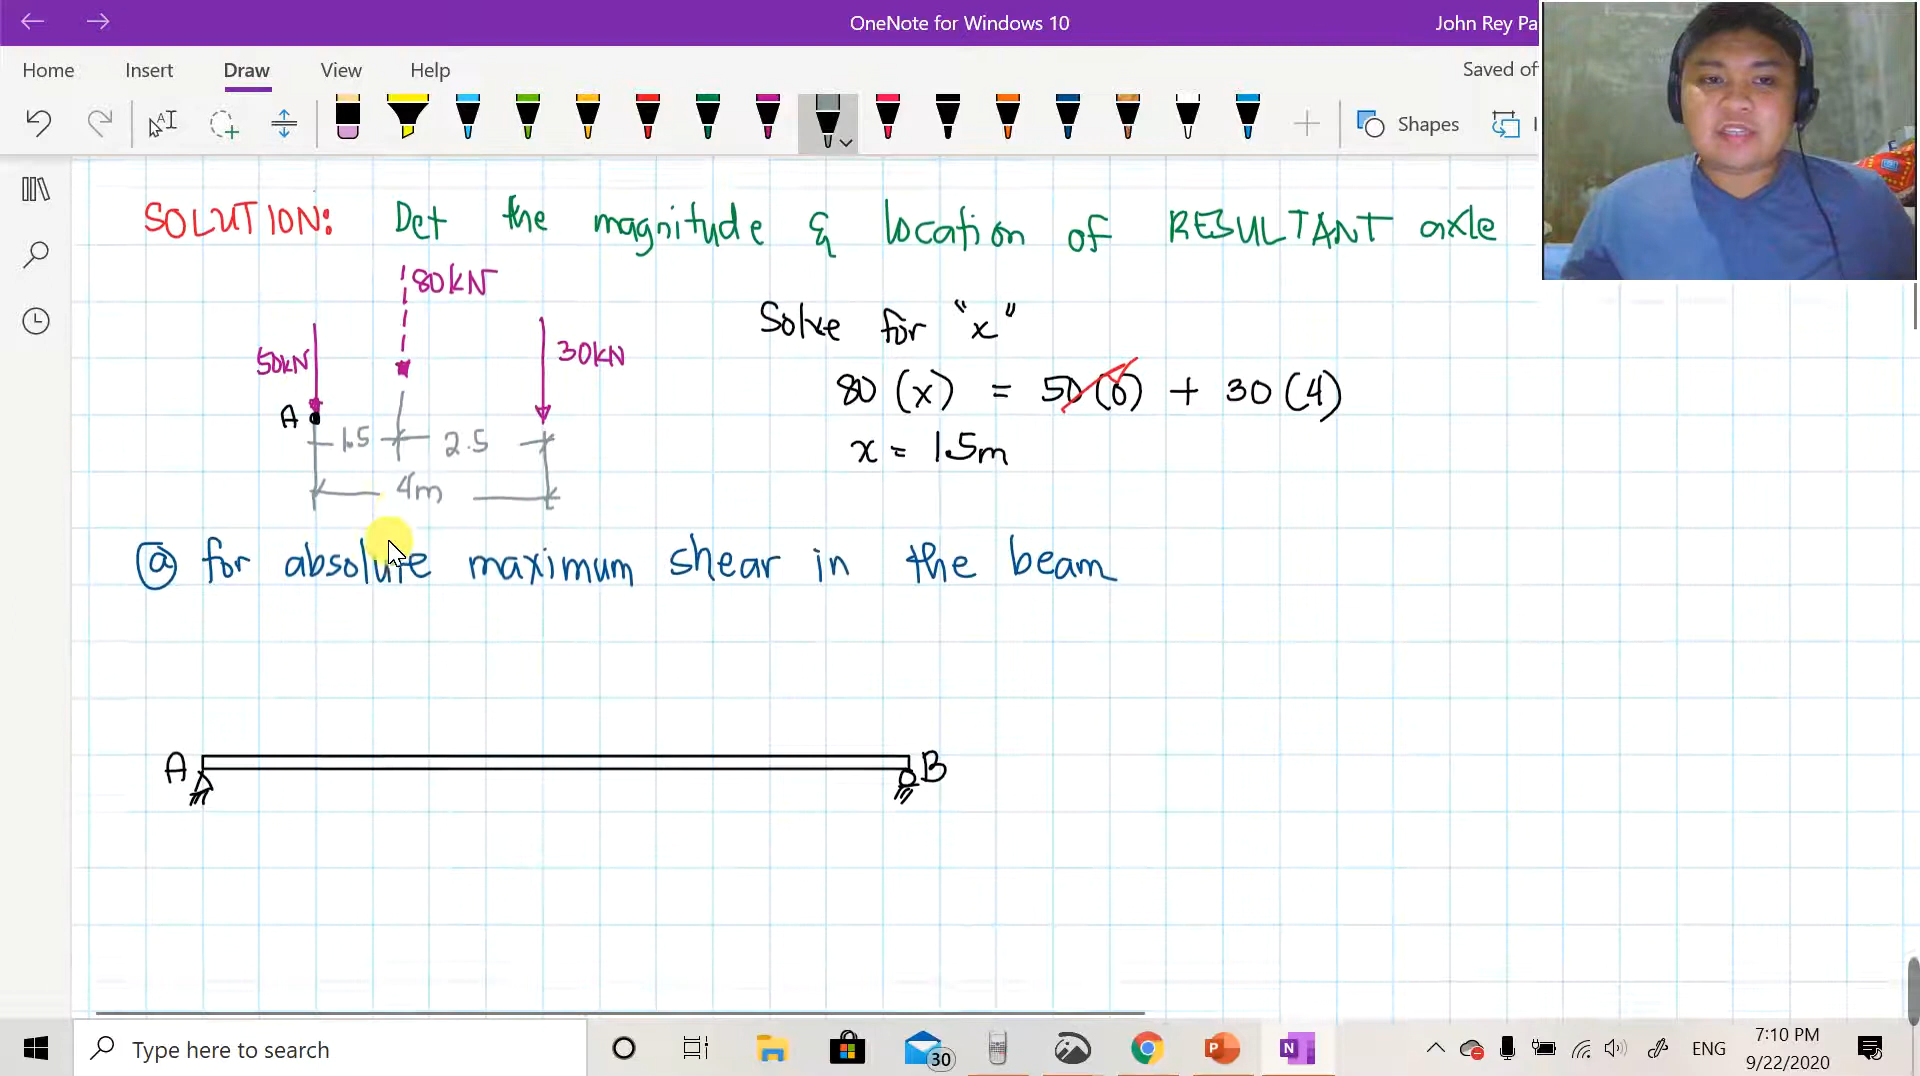 OneNote for Windows 10
John Rey Pa
Home Insert Draw View Help
Saved of
Shapes
SOLUTION: Det the magnitude & location of RESULTANT axle
80kN
50kN
30kN
A
1.5 2.5
4m
Solve for "x"
80 (x) = 50(0) + 30(4)
x = 1.5m
ⓐ for absolute maximum shear in the beam
A
B
Type here to search
30
ENG
7:10 PM
9/22/2020